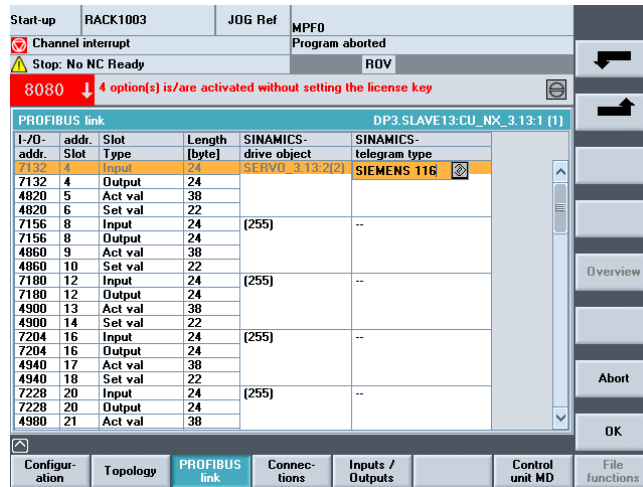 Start-up RACK1003 JOG Ref MPF0
Channel interrupt Program aborted
Stop: No NC Ready ROV
8080 4 option(s) is/are activated without setting the license key
PROFIBUS link DP3.SLAVE13:CU_NX_3.13:1 (1)
I-/O- addr. Slot Length SINAMICS- SINAMICS-
addr. Slot Type [byte] drive object telegram type
7132 4 Input 24 SERVO_3.13:2(2) SIEMENS 116
7132 4 Output 24
4820 5 Act val 38
4820 6 Set val 22
7156 8 Input 24 (255) --
7156 8 Output 24
4860 9 Act val 38
4860 10 Set val 22
7180 12 Input 24 (255) --
7180 12 Output 24
4900 13 Act val 38
4900 14 Set val 22
7204 16 Input 24 (255) --
7204 16 Output 24
4940 17 Act val 38
4940 18 Set val 22
7228 20 Input 24 (255) --
7228 20 Output 24
4980 21 Act val 38
Overview
Abort
OK
Configur- PROFIBUS Connec- Inputs / Control File
ation Topology link tions Outputs unit MD functions